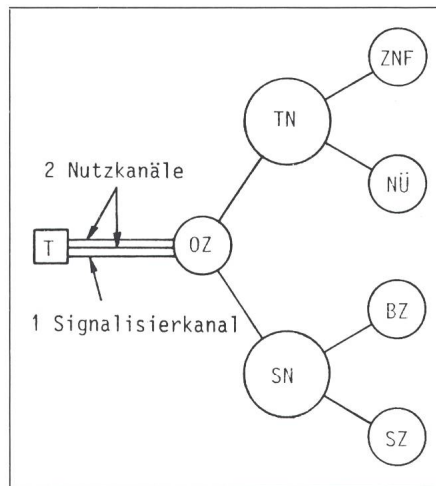 ZNF
TN
2 Nutzkanäle
NÜ
T
OZ
1 Signalisierkanal
BZ
SN
SZ